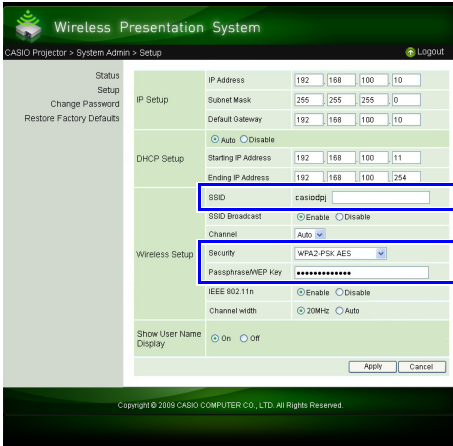 Wireless Presentation System
CASIO Projector > System Admin > Setup
Logout
Status
Setup
Change Password
Restore Factory Defaults
IP Setup
IP Address 192 . 168 . 100 . 10
Subnet Mask 255 . 255 . 255 . 0
Default Gateway 192 . 168 . 100 . 10
DHCP Setup
Auto Disable
Starting IP Address 192 . 168 . 100 . 11
Ending IP Address 192 . 168 . 100 . 254
Wireless Setup
SSID casiodpj
SSID Broadcast Enable Disable
Channel Auto
Security WPA2-PSK AES
Passphrase/WEP Key •••••••••••••
IEEE 802.11n Enable Disable
Channel width 20MHz Auto
Show User Name
Display
On Off
Apply Cancel
Copyright © 2009 CASIO COMPUTER CO., LTD. All Rights Reserved.